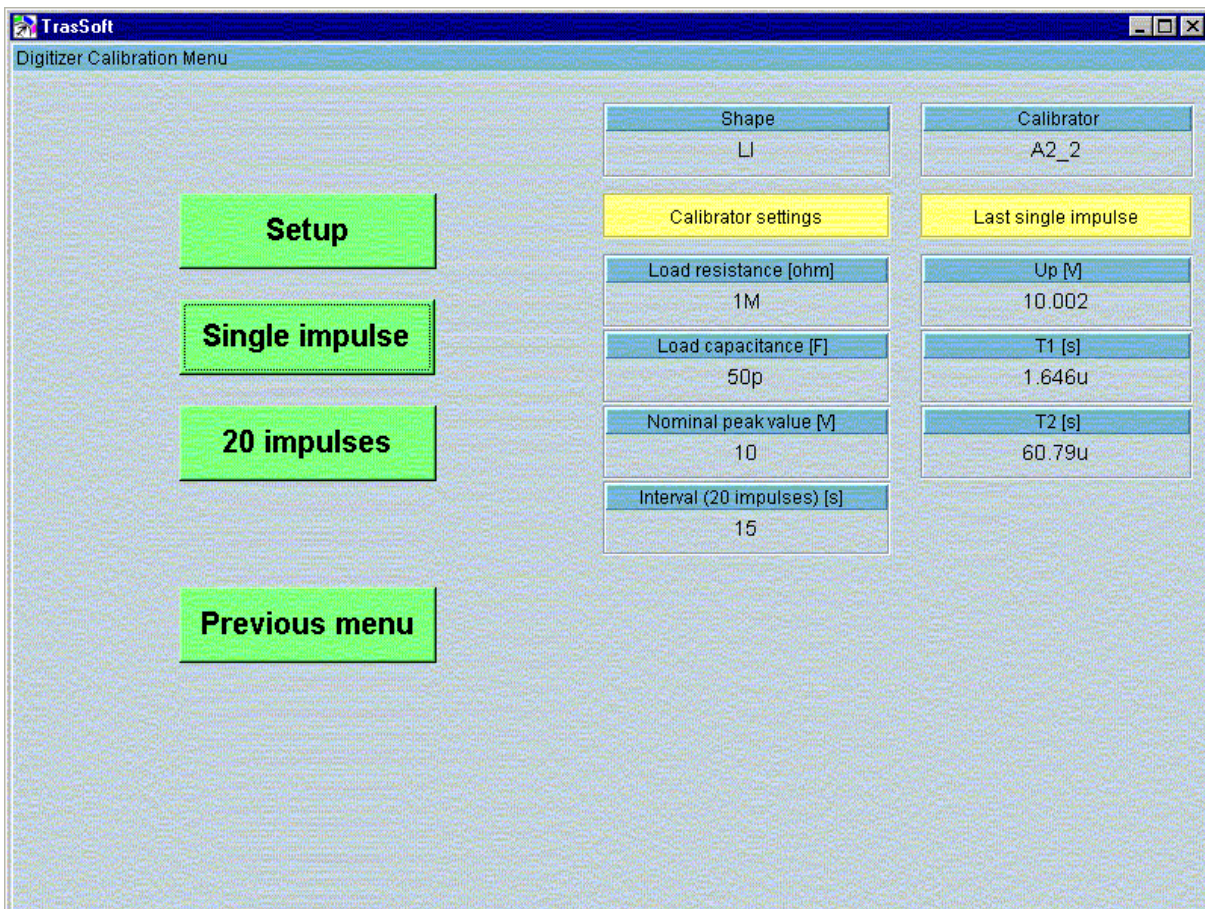 TrasSoft
Digitizer Calibration Menu
Setup
Single impulse
20 impulses
Previous menu
Shape
LI
Calibrator settings
Load resistance [ohm]
1M
Load capacitance [F]
50p
Nominal peak value [V]
10
Interval (20 impulses) [s]
15
Calibrator
A2_2
Last single impulse
Up [V]
10.002
T1 [s]
1.646u
T2 [s]
60.79u